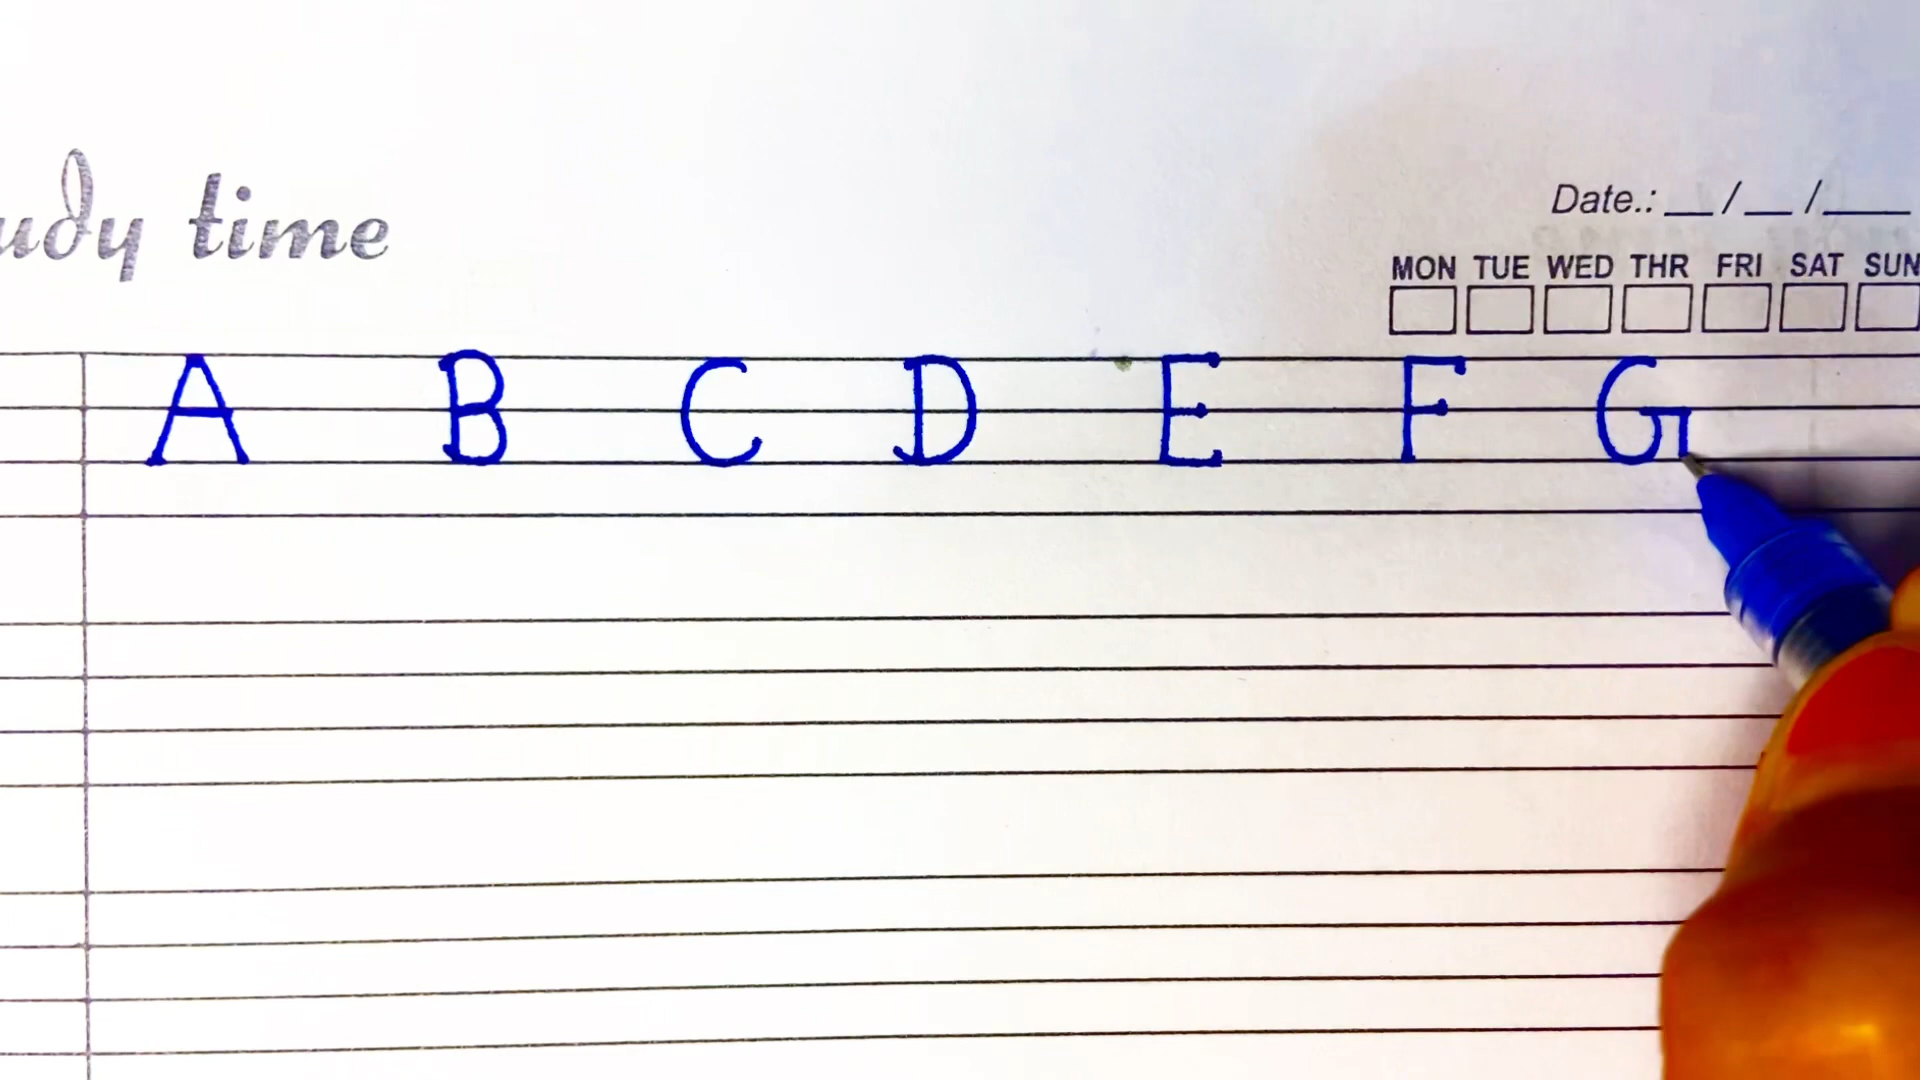 Date.: __/__/____
udy time
MON TUE WED THR FRI SAT SUN
A B C D E F G